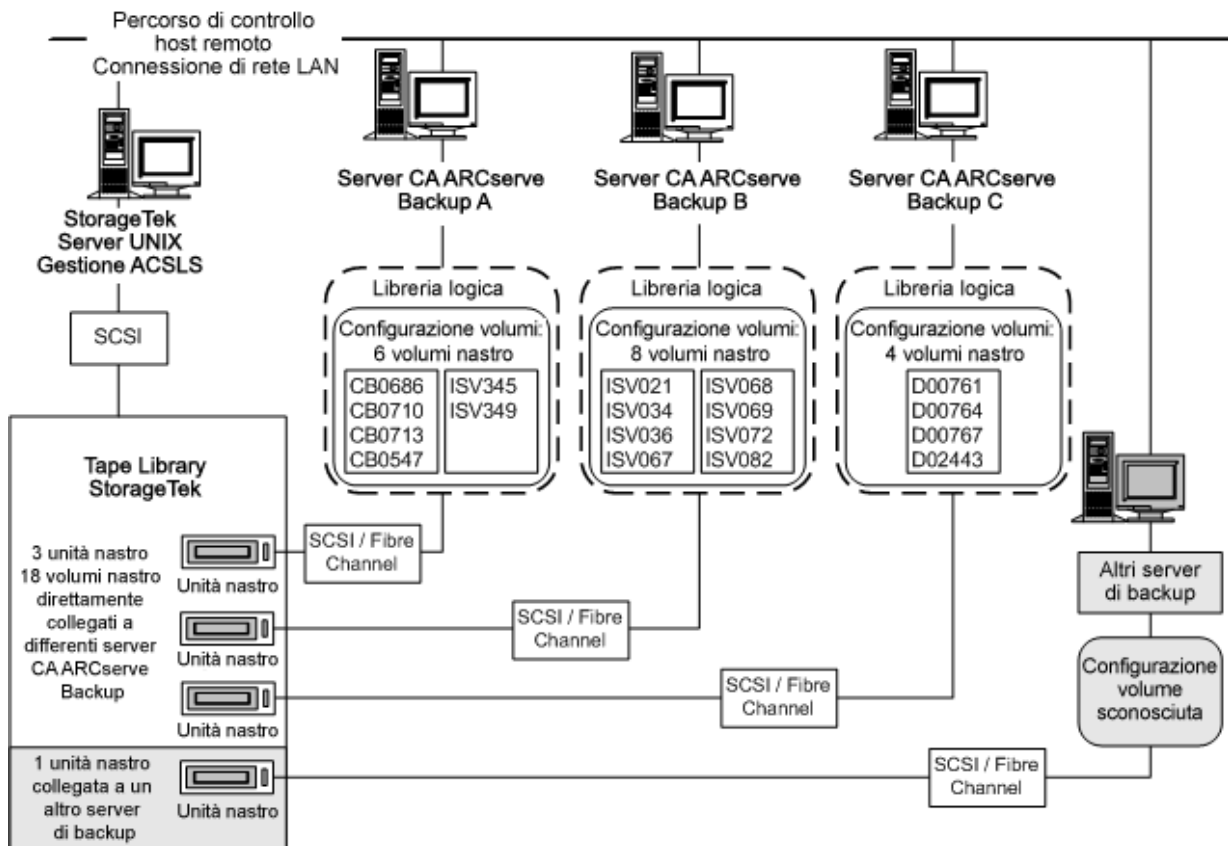 Percorso di controllo
host remoto
Connessione di rete LAN
StorageTek
Server UNIX
Gestione ACSLS
SCSI
Server CA ARCserve
Backup A
Server CA ARCserve
Backup B
Server CA ARCserve
Backup C
Libreria logica
Configurazione volumi:
6 volumi nastro
CB0686
CB0710
CB0713
CB0547
ISV345
ISV349
Libreria logica
Configurazione volumi:
8 volumi nastro
ISV021
ISV034
ISV036
ISV067
ISV068
ISV069
ISV072
ISV082
Libreria logica
Configurazione volumi:
4 volumi nastro
D00761
D00764
D00767
D02443
Tape Library
StorageTek
3 unità nastro
18 volumi nastro
direttamente
collegati a
differenti server
CA ARCserve
Backup
Unità nastro
Unità nastro
Unità nastro
1 unità nastro
collegata a un
altro server
di backup
Unità nastro
SCSI / Fibre
Channel
SCSI / Fibre
Channel
SCSI / Fibre
Channel
SCSI / Fibre
Channel
Altri server
di backup
Configurazione
volume
sconosciuta